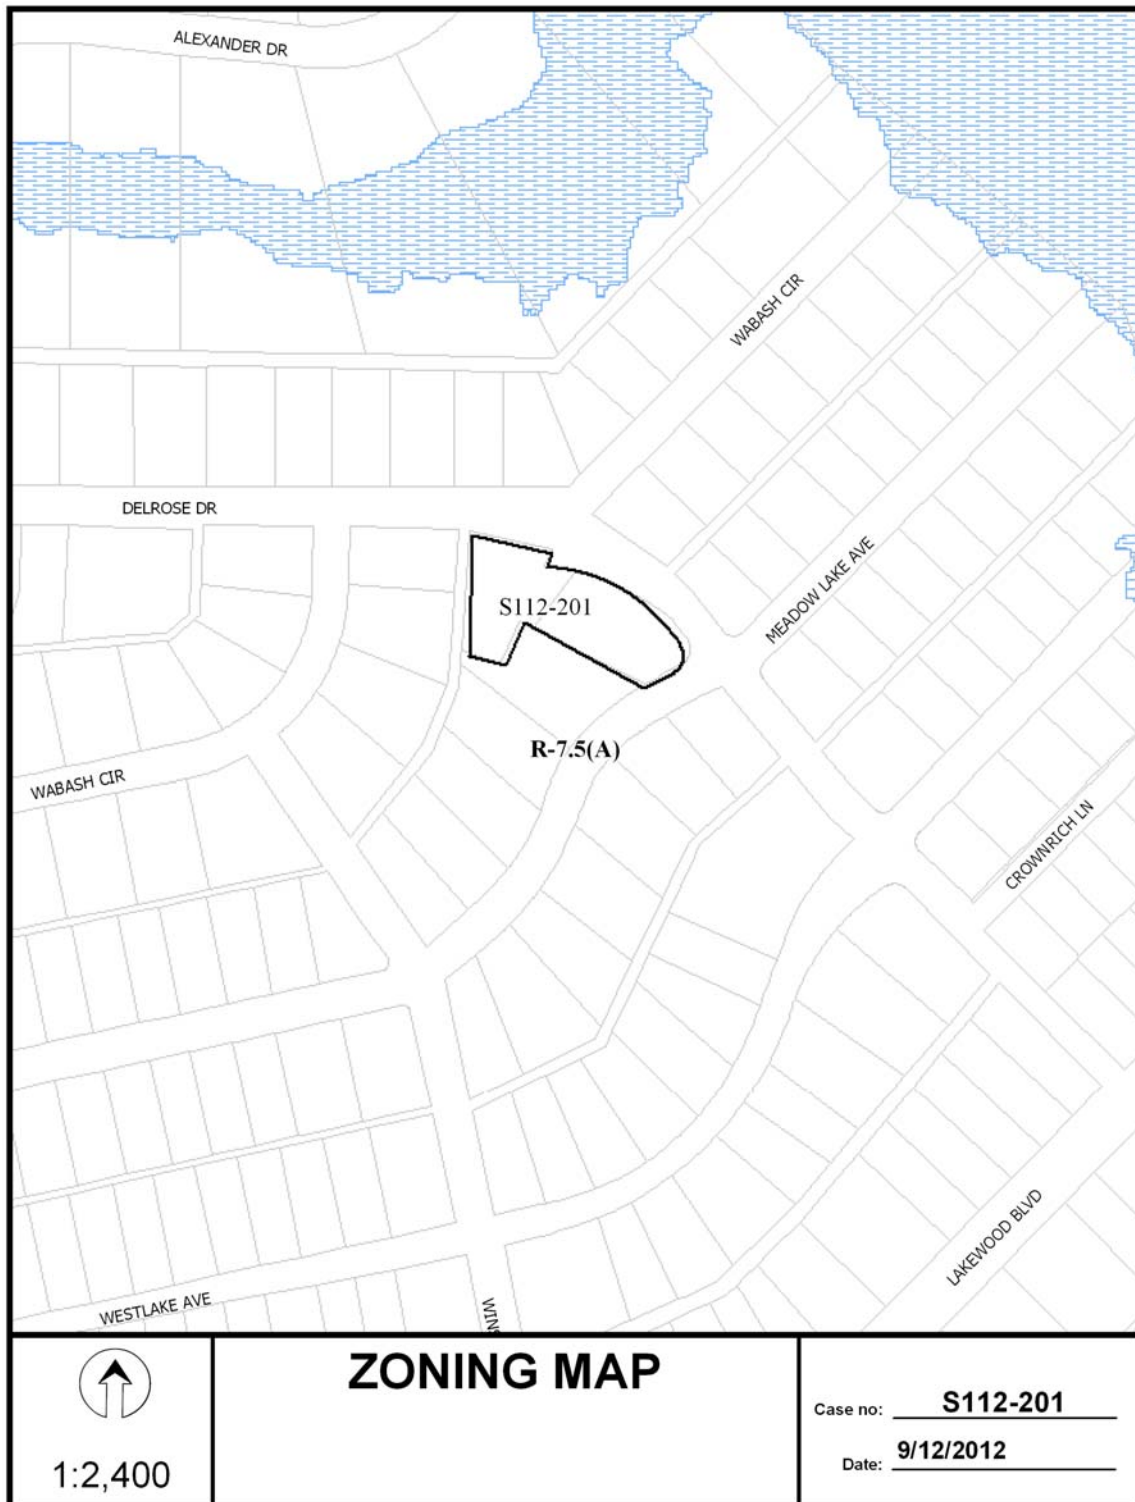 ALEXANDER DR
WABASH CIR
DELROSE DR
MEADOW LAKE AVE
S112-201
R-7.5(A)
WABASH CIR
CROWNRICH LN
LAKEWOOD BLVD
WESTLAKE AVE
WINS
ZONING MAP
1:2,400
Case no: S112-201
Date: 9/12/2012